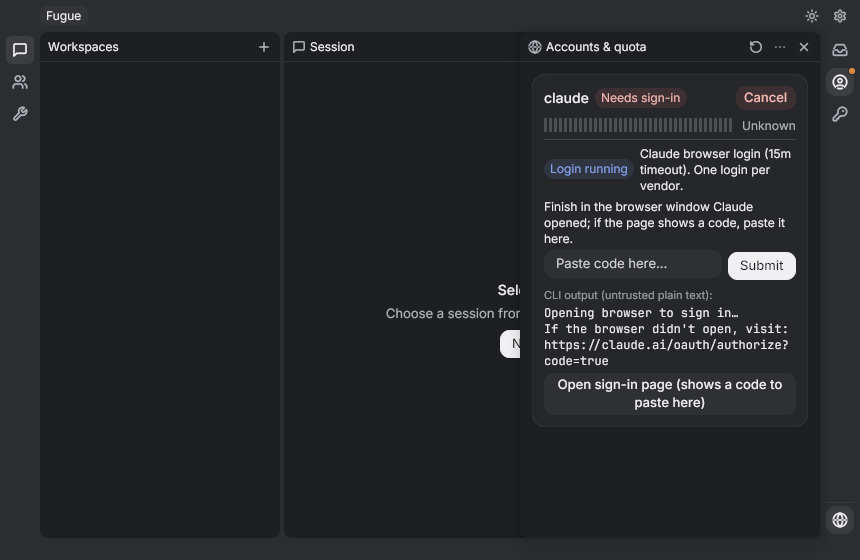 Fugue
Workspaces
Session
Choose a session from
Accounts & quota
claude
Needs sign-in
Cancel
Unknown
Login running
Claude browser login (15m
timeout). One login per
vendor.
Finish in the browser window Claude
opened; if the page shows a code, paste it
here.
Paste code here...
Submit
CLI output (untrusted plain text):
Opening browser to sign in…
If the browser didn't open, visit:
https://claude.ai/oauth/authorize?
code=true
Open sign-in page (shows a code to
paste here)